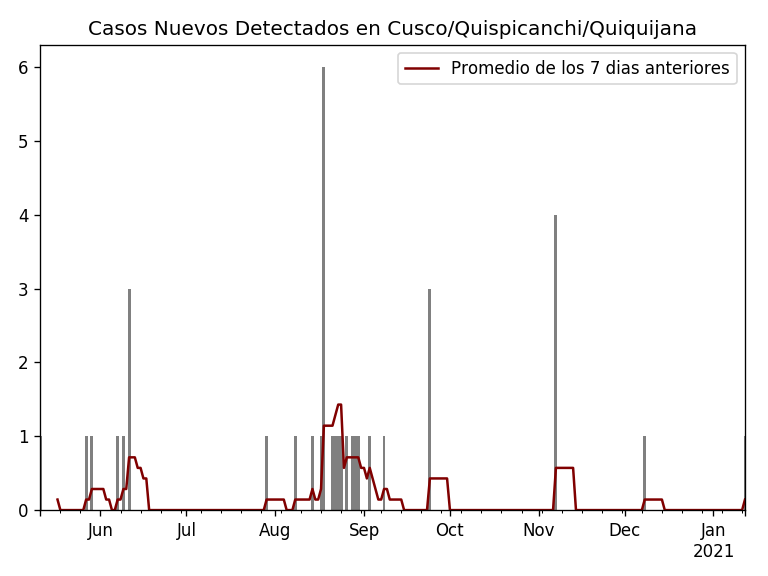 Casos Nuevos Detectados en Cusco/Quispicanchi/Quiquijana
Promedio de los 7 dias anteriores
6
5
4
3
2
1
0
Jun Jul Aug Sep Oct Nov Dec Jan
2021